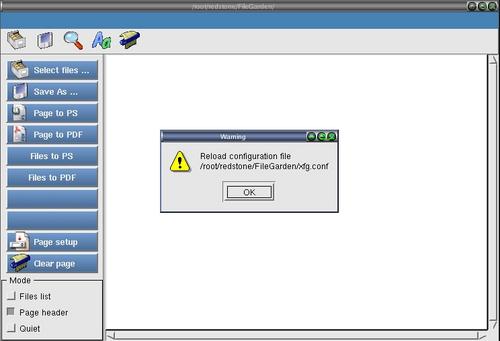 /root/redstone/FileGarden/
Aa
Select files ...
Save As ...
Page to PS
Page to PDF
Files to PS
Files to PDF
Page setup
Clear page
Mode
Files list
Page header
Quiet
Warning
Reload configuration file
/root/redstone/FileGarden/xfg.conf
OK